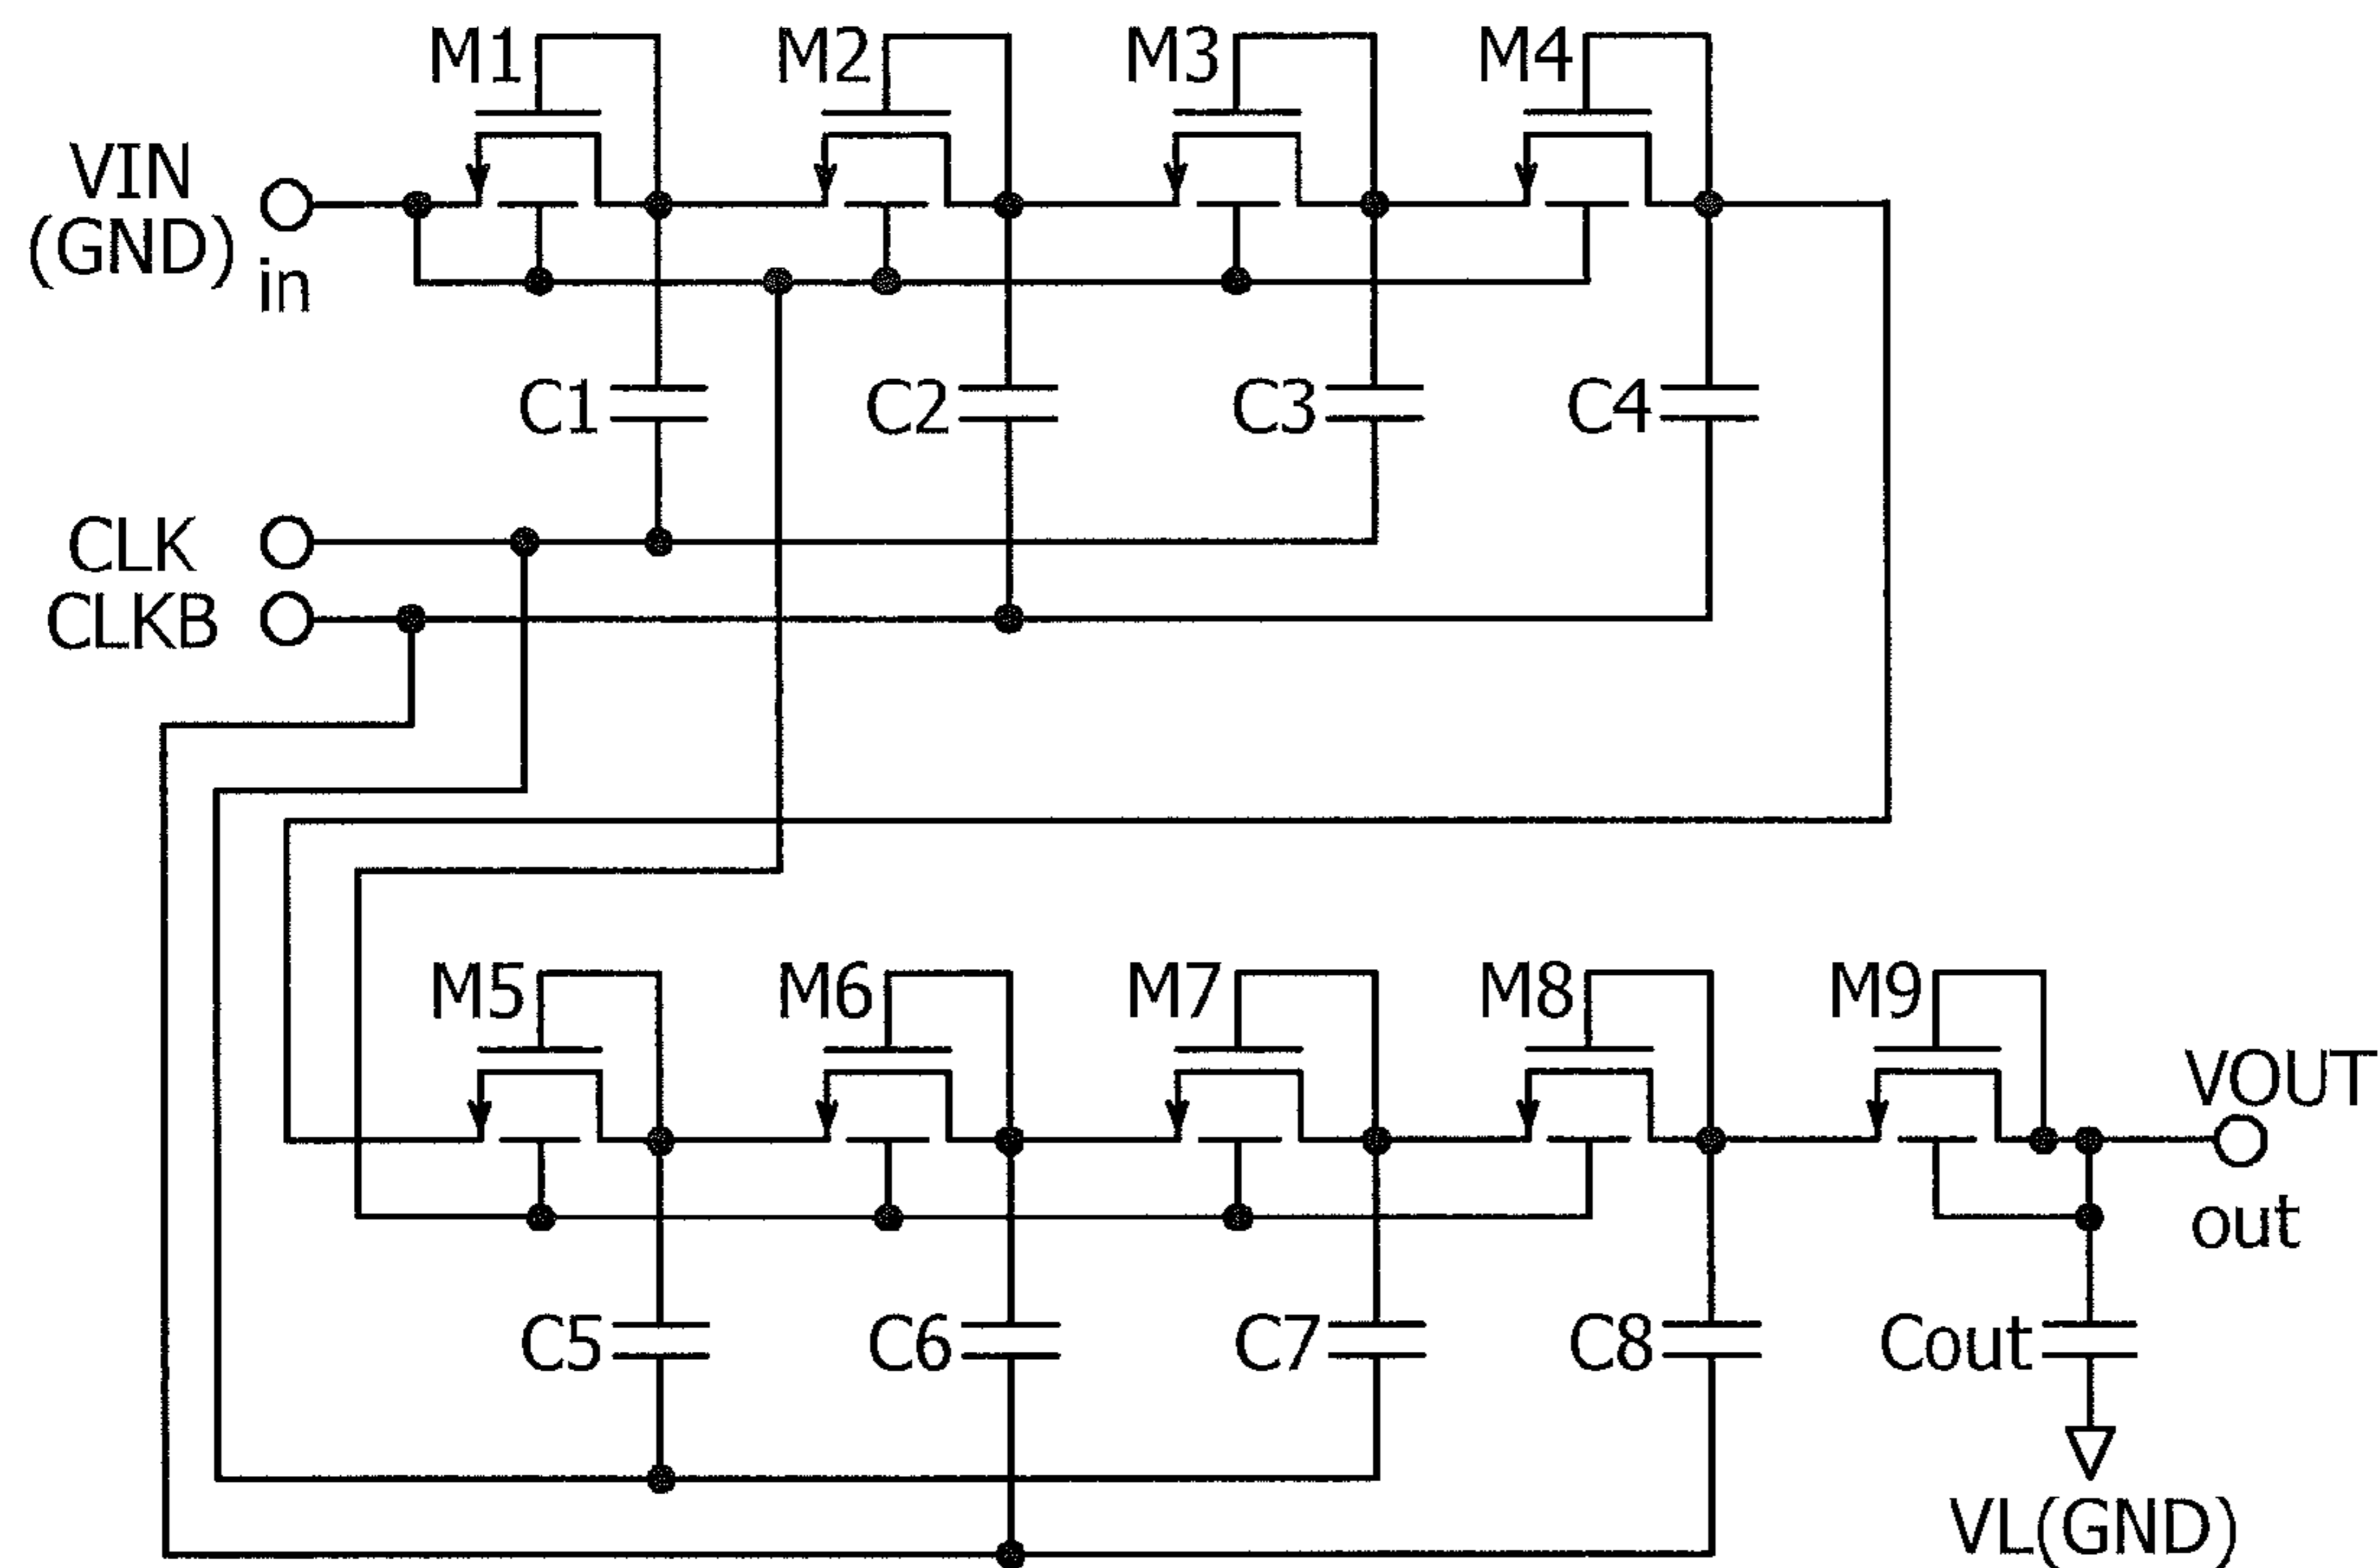 M1
M2
M3
M4
VIN
(GND)
in
C1
C2
C3
C4
CLK
CLKB
M5
M6
M7
M8
M9
VOUT
out
C5
C6
C7
C8
Cout
VL(GND)